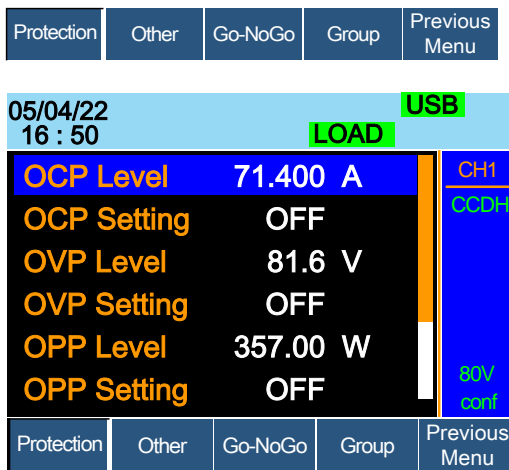 Protection Other Go-NoGo Group Previous Menu
05/04/22 USB
16 : 50 LOAD
OCP Level 71.400 A CH1
OCP Setting OFF CCDH
OVP Level 81.6 V
OVP Setting OFF
OPP Level 357.00 W
80V
OPP Setting OFF conf
Protection Other Go-NoGo Group Previous Menu